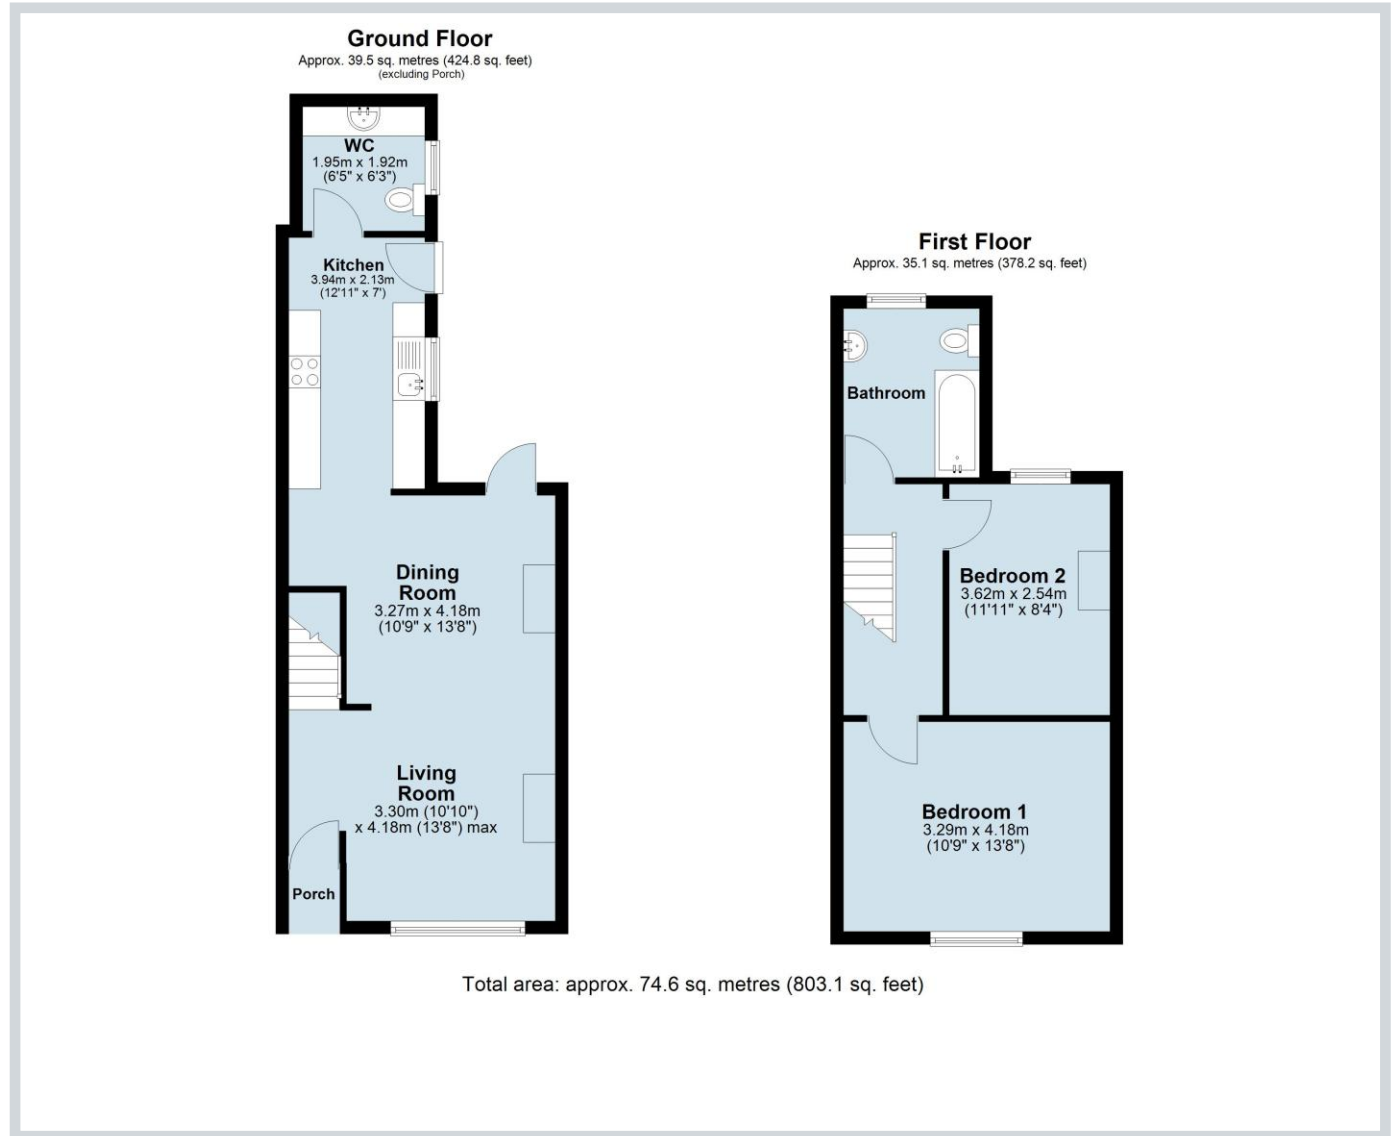 Ground Floor
Approx. 39.5 sq. metres (424.8 sq. feet)
(excluding Porch)
WC
1.95m x 1.92m
(6'5" x 6'3")
Kitchen
3.94m x 2.13m
(12'11" x 7')
Dining
Room
3.27m x 4.18m
(10'9" x 13'8")
Living
Room
3.30m (10'10")
x 4.18m (13'8") max
Porch
First Floor
Approx. 35.1 sq. metres (378.2 sq. feet)
Bathroom
Bedroom 2
3.62m x 2.54m
(11'11" x 8'4")
Bedroom 1
3.29m x 4.18m
(10'9" x 13'8")
Total area: approx. 74.6 sq. metres (803.1 sq. feet)